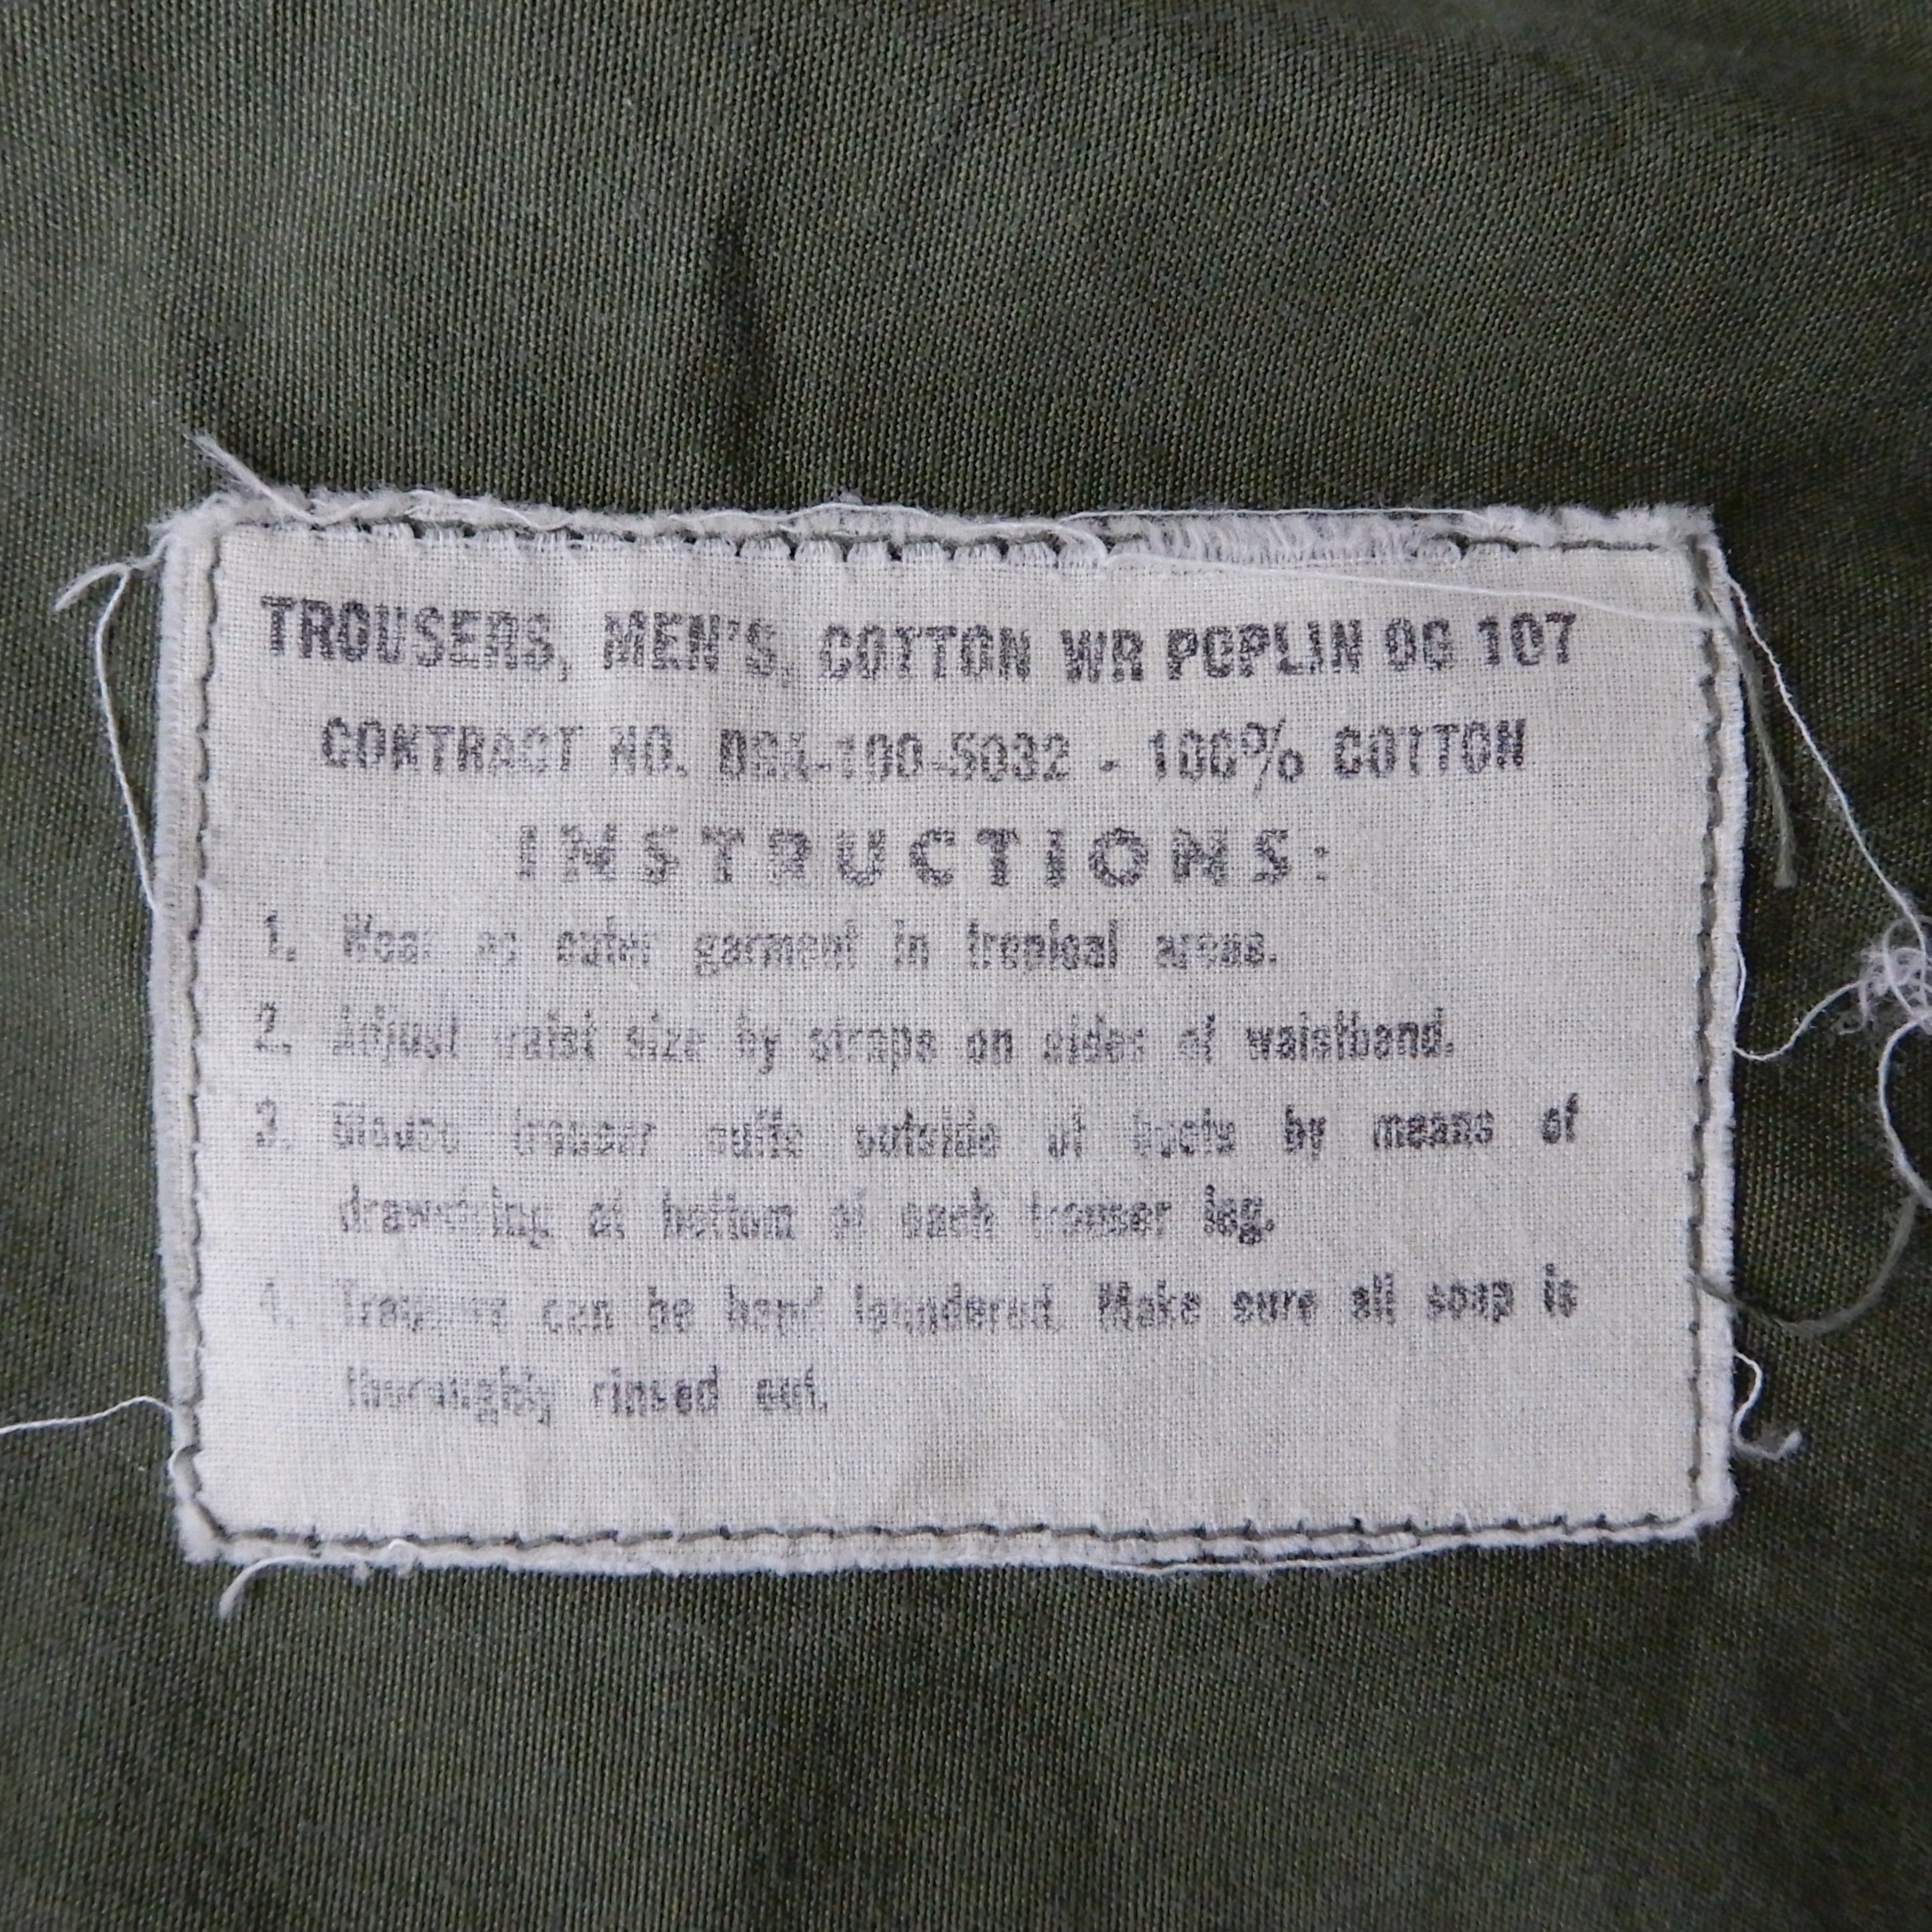 TROUSERS, MEN'S, COTTON WR POPLIN OG 107
CONTRACT NO. DSA-100-5032 - 100% COTTON
INSTRUCTIONS:
1. Wear as outer garment in tropical areas.
2. Adjust waist size by straps on sides of waistband.
3. Blouse trouser cuffs outside of boots by means of
drawstring at bottom of each trouser leg.
4. Trousers can be hand laundered. Make sure all soap is
thoroughly rinsed out.